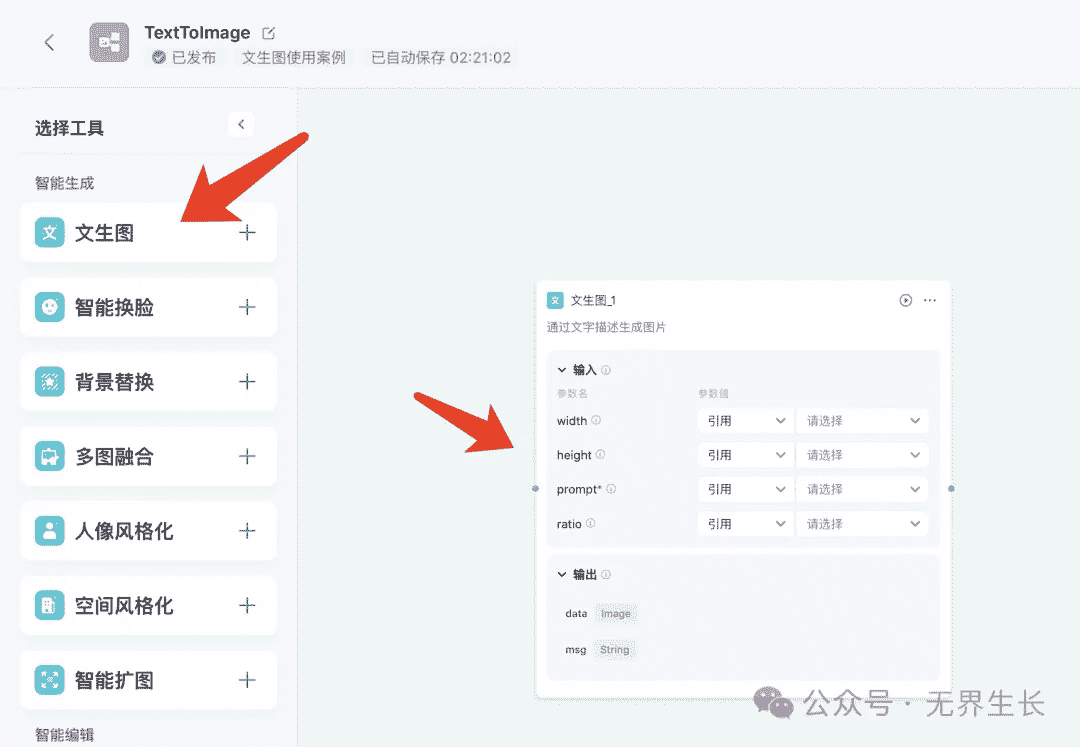 TextToImage
已发布 文生图使用案例 已自动保存 02:21:02
选择工具
智能生成
文 文生图
智能换脸
背景替换
多图融合
人像风格化
空间风格化
智能扩图
智能编辑
文 文生图_1
通过文字描述生成图片
输入
参数名 参数值
width 引用 请选择
height 引用 请选择
prompt* 引用 请选择
ratio 引用 请选择
输出
data Image
msg String
公众号 · 无界生长